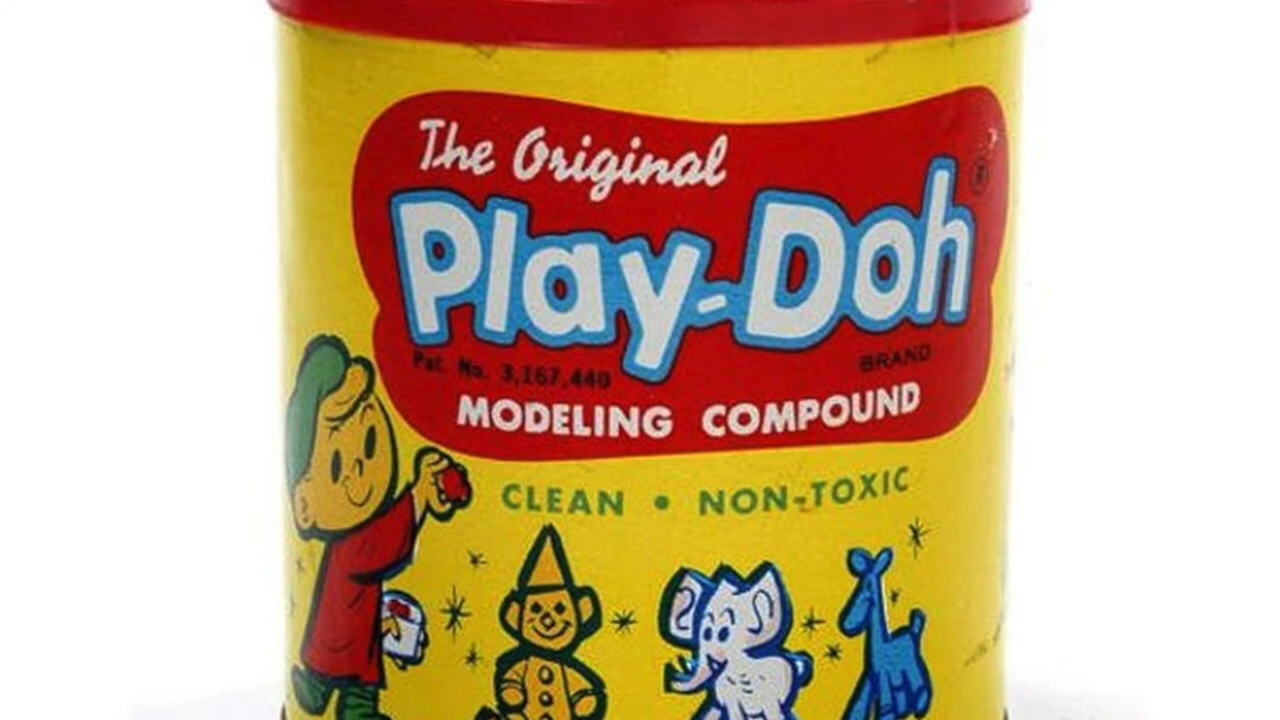 The Original
Play-Doh ®
Pat. No. 3,167,440
BRAND
MODELING COMPOUND
CLEAN • NON-TOXIC